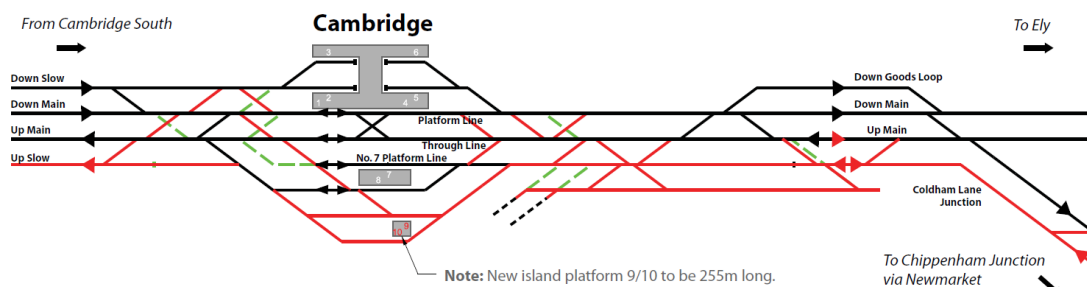 Cambridge
From Cambridge South
To Ely
3 6
Down Slow
Down Goods Loop
1 2 4 5
Down Main
Down Main
Platform Line
Up Main
Up Main
Through Line
Up Slow
No. 7 Platform Line
8 7
Coldham Lane
Junction
10 9
Note: New island platform 9/10 to be 255m long.
To Chippenham Junction
via Newmarket